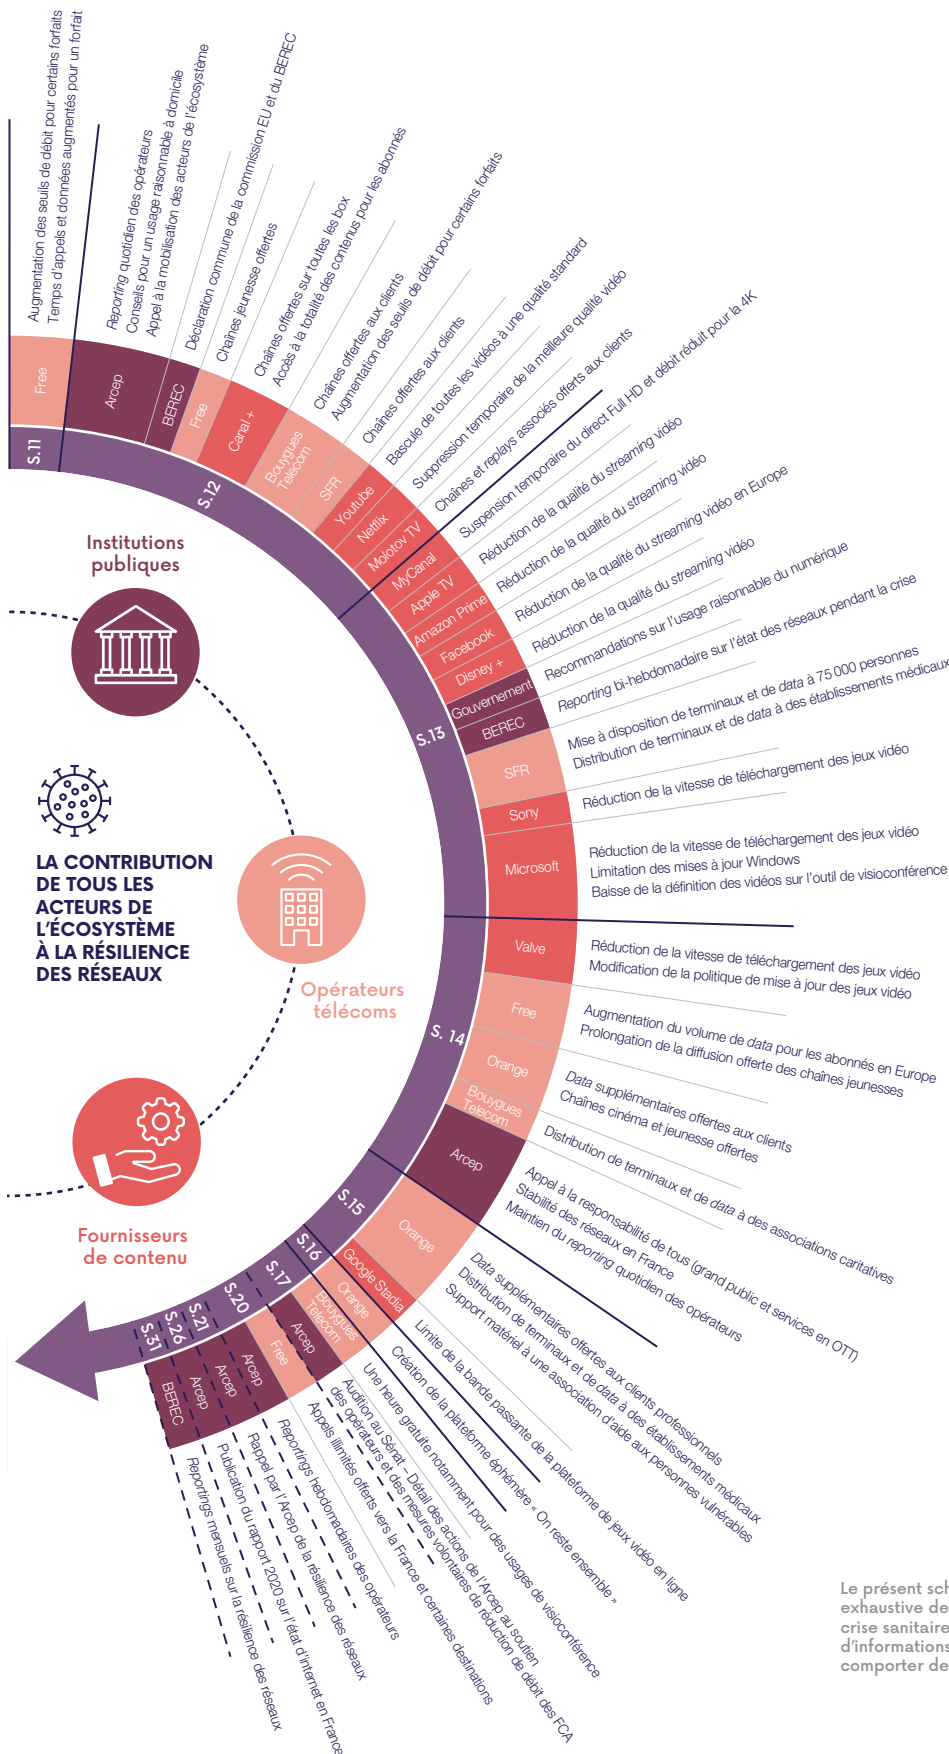 S.11
Free
Augmentation des seuils de débit pour certains forfaits
Temps d'appels et données augmentés pour un forfait
S.12
Arcep
Reporting quotidien des opérateurs
Conseils pour un usage raisonnable à domicile
Appel à la mobilisation des acteurs de l'écosystème
BEREC
Déclaration commune de la commission EU et du BEREC
Free
Chaînes jeunesse offertes
Canal +
Chaînes offertes sur toutes les box
Accès à la totalité des contenus pour les abonnés
Bouygues
Telecom
Chaînes offertes aux clients
Augmentation des seuils de débit pour certains forfaits
SFR
Chaînes offertes aux clients
Youtube
Bascule de toutes les vidéos à une qualité standard
Netflix
Suppression temporaire de la meilleure qualité vidéo
Molotov TV
Chaînes et replays associés offerts aux clients
S.13
MyCanal
Suspension temporaire du direct Full HD et débit réduit pour la 4K
Apple TV
Réduction de la qualité du streaming vidéo
Amazon Prime
Réduction de la qualité du streaming vidéo
Facebook
Réduction de la qualité du streaming vidéo en Europe
Disney +
Réduction de la qualité du streaming vidéo
Gouvernement
Recommandations sur l'usage raisonnable du numérique
BEREC
Reporting bi-hebdomadaire sur l'état des réseaux pendant la crise
SFR
Mise à disposition de terminaux et de data à 75 000 personnes
Distribution de terminaux et de data à des établissements médicaux
Sony
Réduction de la vitesse de téléchargement des jeux vidéo
Microsoft
Réduction de la vitesse de téléchargement des jeux vidéo
Limitation des mises à jour Windows
Baisse de la définition des vidéos sur l'outil de visioconférence
S. 14
Valve
Réduction de la vitesse de téléchargement des jeux vidéo
Modification de la politique de mise à jour des jeux vidéo
Free
Augmentation du volume de data pour les abonnés en Europe
Prolongation de la diffusion offerte des chaînes jeunesses
Orange
Data supplémentaires offertes aux clients
Chaînes cinéma et jeunesse offertes
Bouygues
Telecom
Distribution de terminaux et de data à des associations caritatives
Arcep
Appel à la responsabilité de tous (grand public et services en OTT)
Stabilité des réseaux en France
Maintien du reporting quotidien des opérateurs
S.15
Orange
Data supplémentaires offertes aux clients professionnels
Distribution de terminaux et de data à des établissements médicaux
Support matériel à une association d'aide aux personnes vulnérables
Google Stadia
Limite de la bande passante de la plateforme de jeux vidéo en ligne
S.16
Orange
Création de la plateforme éphémère « On reste ensemble »
S.17
Bouygues
Telecom
Une heure gratuite notamment pour des usages de visioconférence
Arcep
Audition au Sénat – Détail des actions de l'Arcep au soutien
des opérateurs et des mesures volontaires de réduction de débit des FCA
S.20
Free
Appels illimités offerts vers la France et certaines destinations
Arcep
Reportings hebdomadaires des opérateurs
S.21
Arcep
Rappel par l'Arcep de la résilience des réseaux
S.26
Arcep
Publication du rapport 2020 sur l'état d'internet en France
S.31
BEREC
Reportings mensuels sur la résilience des réseaux
Institutions
publiques
LA CONTRIBUTION
DE TOUS LES
ACTEURS DE
L'ÉCOSYSTÈME
À LA RÉSILIENCE
DES RÉSEAUX
Opérateurs
télécoms
Fournisseurs
de contenu
Le présent sch
exhaustive de
crise sanitaire
d'informations
comporter de